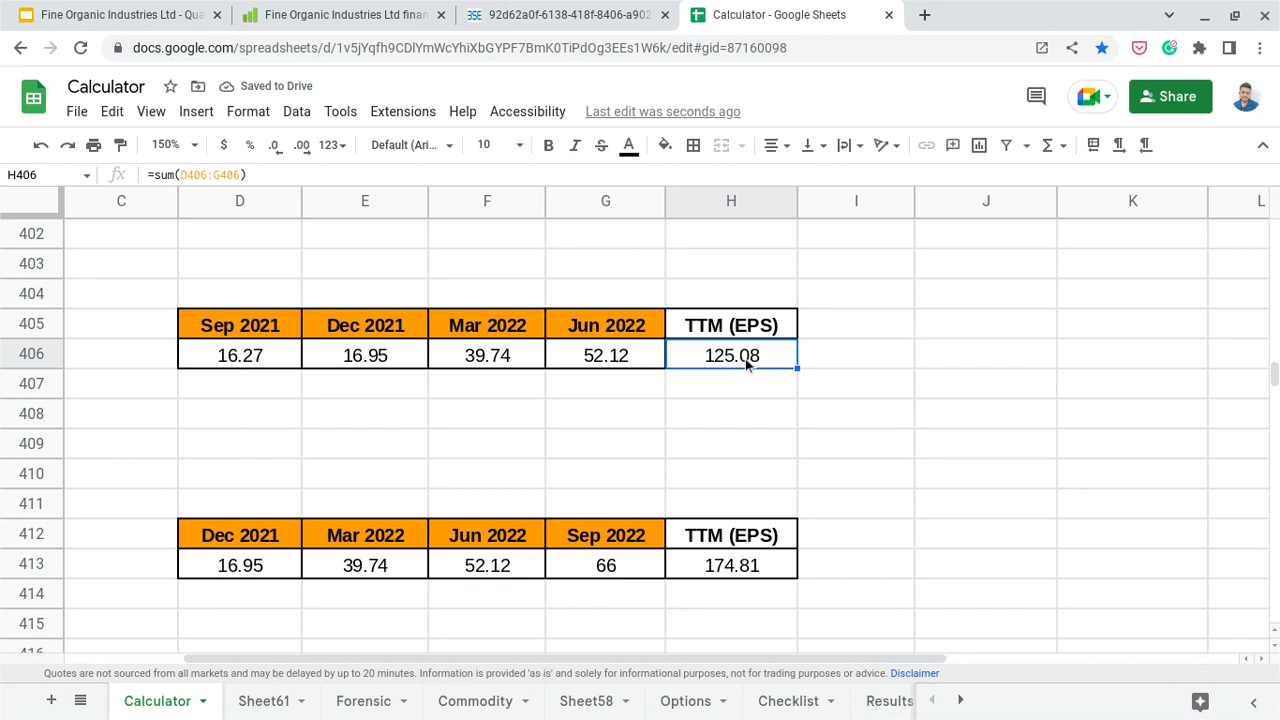 Fine Organic Industries Ltd - Qua
Fine Organic Industries Ltd finan
92d62a0f-6138-418f-8406-a902
Calculator - Google Sheets
docs.google.com/spreadsheets/d/1v5jYqfh9CDlYmWcYhiXbGYPF7BmK0TiPdOg3EEs1W6k/edit#gid=87160098
Calculator
Saved to Drive
File Edit View Insert Format Data Tools Extensions Help Accessibility Last edit was seconds ago
Share
150% $ % .0 .00 123 Default (Ari... 10 B I S A
H406 fx =sum(D406:G406)
C D E F G H I J K L
402
403
404
405 Sep 2021 Dec 2021 Mar 2022 Jun 2022 TTM (EPS)
406 16.27 16.95 39.74 52.12 125.08
407
408
409
410
411
412 Dec 2021 Mar 2022 Jun 2022 Sep 2022 TTM (EPS)
413 16.95 39.74 52.12 66 174.81
414
415
416
Quotes are not sourced from all markets and may be delayed by up to 20 minutes. Information is provided 'as is' and solely for informational purposes, not for trading purposes or advice. Disclaimer
Calculator Sheet61 Forensic Commodity Sheet58 Options Checklist Results